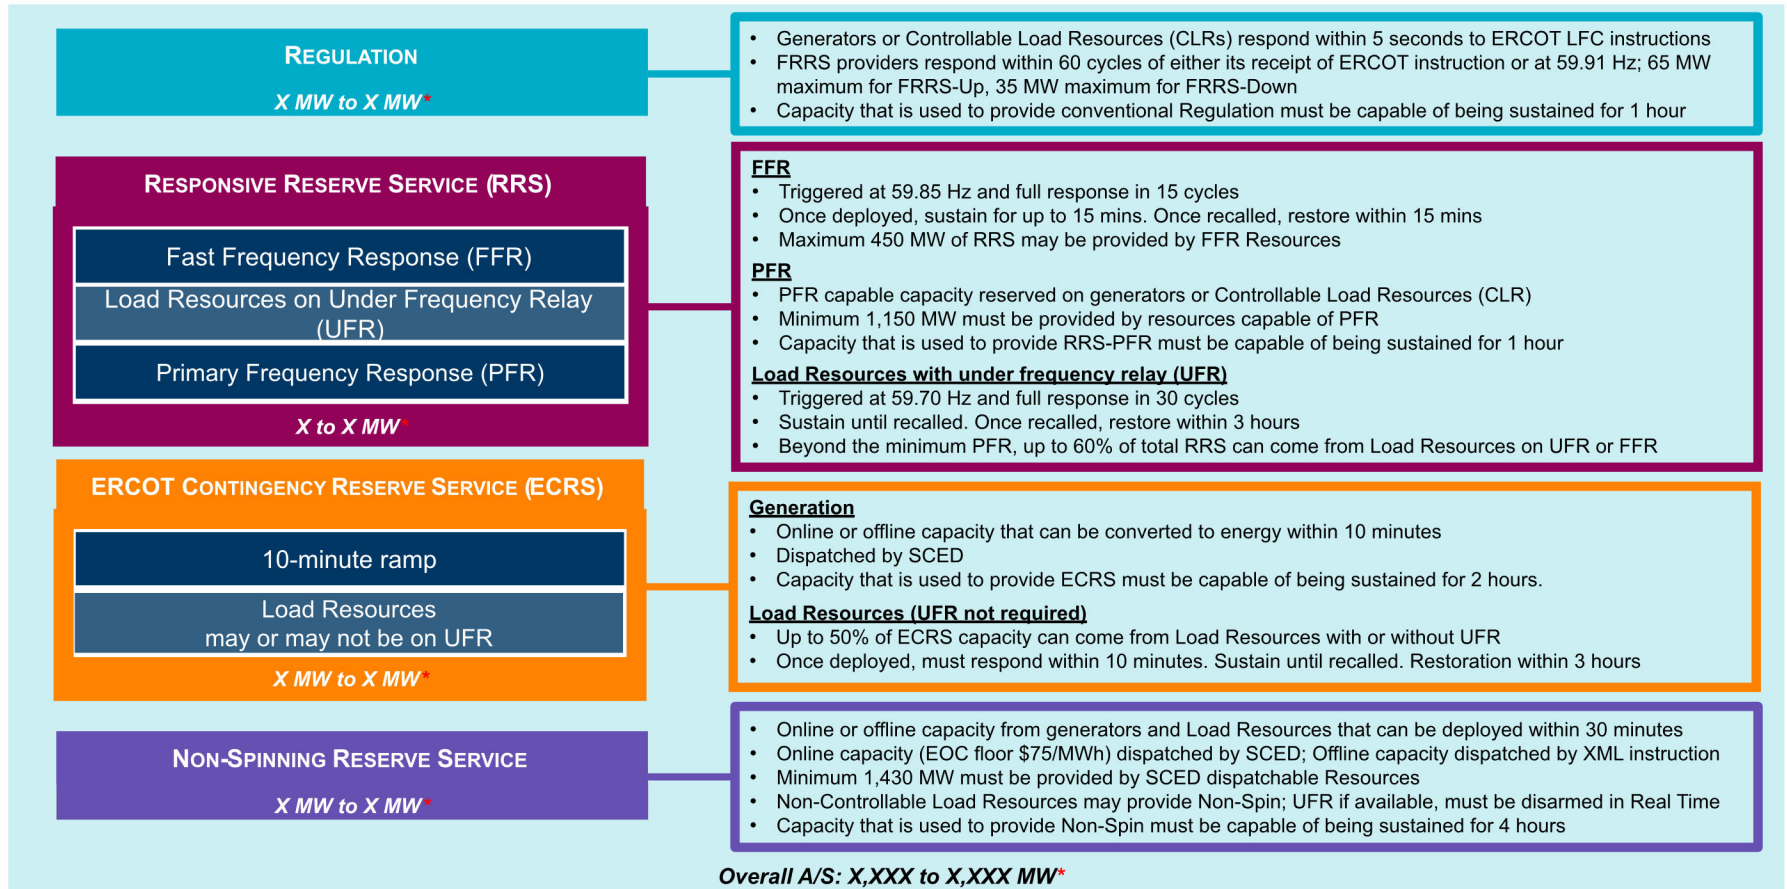 REGULATION
X MW to X MW*
• Generators or Controllable Load Resources (CLRs) respond within 5 seconds to ERCOT LFC instructions
• FRRS providers respond within 60 cycles of either its receipt of ERCOT instruction or at 59.91 Hz; 65 MW
maximum for FRRS-Up, 35 MW maximum for FRRS-Down
• Capacity that is used to provide conventional Regulation must be capable of being sustained for 1 hour
RESPONSIVE RESERVE SERVICE (RRS)
Fast Frequency Response (FFR)
Load Resources on Under Frequency Relay
(UFR)
Primary Frequency Response (PFR)
X to X MW*
FFR
• Triggered at 59.85 Hz and full response in 15 cycles
• Once deployed, sustain for up to 15 mins. Once recalled, restore within 15 mins
• Maximum 450 MW of RRS may be provided by FFR Resources
PFR
• PFR capable capacity reserved on generators or Controllable Load Resources (CLR)
• Minimum 1,150 MW must be provided by resources capable of PFR
• Capacity that is used to provide RRS-PFR must be capable of being sustained for 1 hour
Load Resources with under frequency relay (UFR)
• Triggered at 59.70 Hz and full response in 30 cycles
• Sustain until recalled. Once recalled, restore within 3 hours
• Beyond the minimum PFR, up to 60% of total RRS can come from Load Resources on UFR or FFR
ERCOT CONTINGENCY RESERVE SERVICE (ECRS)
10-minute ramp
Load Resources
may or may not be on UFR
X MW to X MW*
Generation
• Online or offline capacity that can be converted to energy within 10 minutes
• Dispatched by SCED
• Capacity that is used to provide ECRS must be capable of being sustained for 2 hours.
Load Resources (UFR not required)
• Up to 50% of ECRS capacity can come from Load Resources with or without UFR
• Once deployed, must respond within 10 minutes. Sustain until recalled. Restoration within 3 hours
NON-SPINNING RESERVE SERVICE
X MW to X MW*
• Online or offline capacity from generators and Load Resources that can be deployed within 30 minutes
• Online capacity (EOC floor $75/MWh) dispatched by SCED; Offline capacity dispatched by XML instruction
• Minimum 1,430 MW must be provided by SCED dispatchable Resources
• Non-Controllable Load Resources may provide Non-Spin; UFR if available, must be disarmed in Real Time
• Capacity that is used to provide Non-Spin must be capable of being sustained for 4 hours
Overall A/S: X,XXX to X,XXX MW*